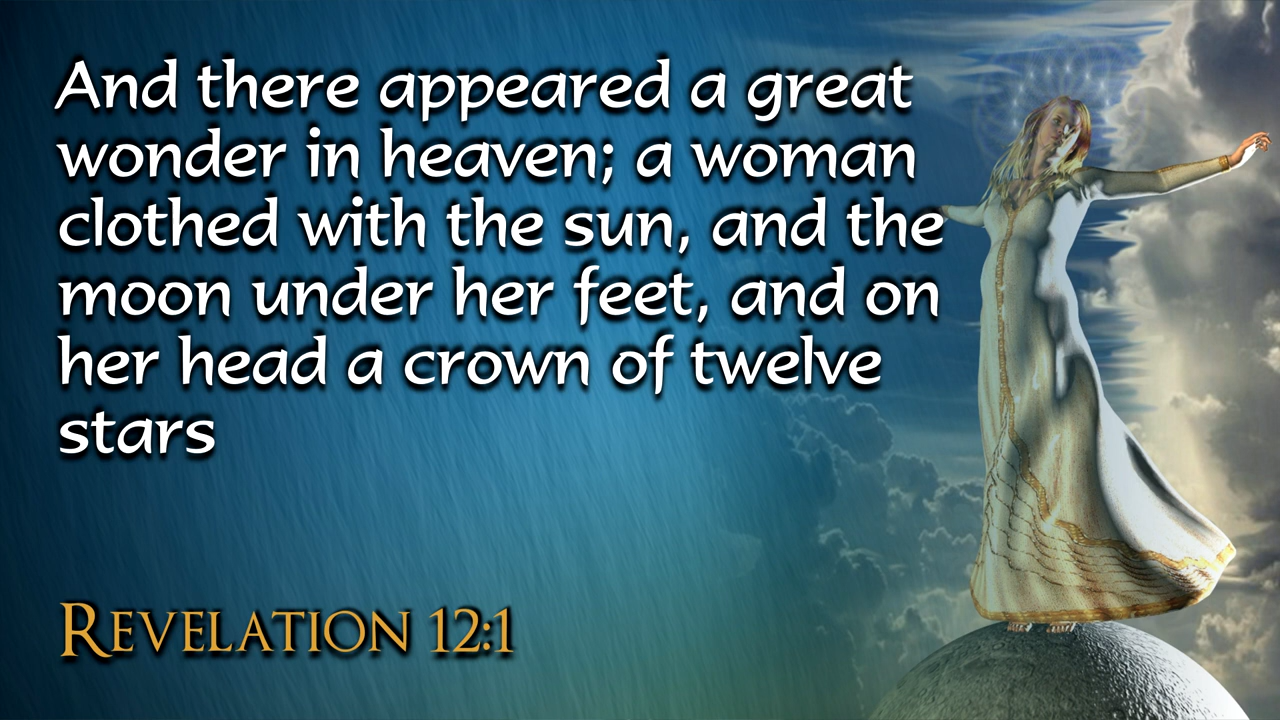 And there appeared a great
wonder in heaven; a woman
clothed with the sun, and the
moon under her feet, and on
her head a crown of twelve
stars
Revelation 12:1